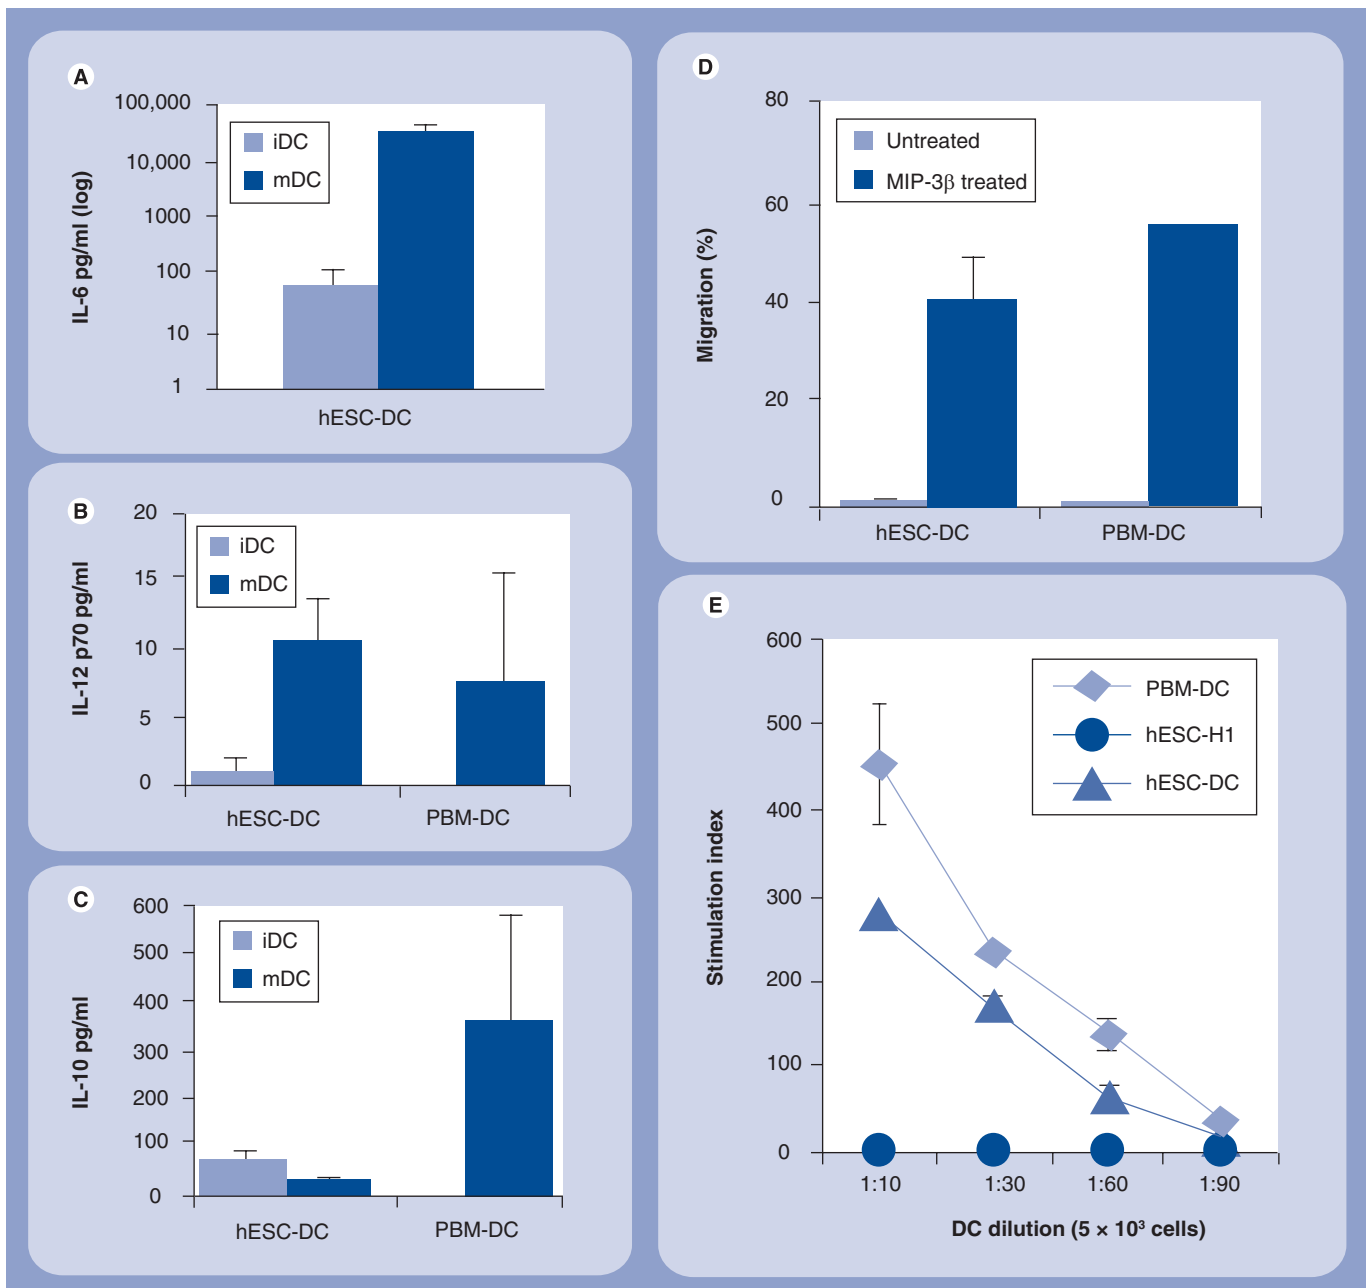 A
100,000
10,000
1000
100
10
1
IL-6 pg/ml (log)
iDC
mDC
hESC-DC
B
20
15
10
5
0
IL-12 p70 pg/ml
iDC
mDC
hESC-DC PBM-DC
C
600
500
400
300
200
100
0
IL-10 pg/ml
iDC
mDC
hESC-DC PBM-DC
D
80
60
40
20
0
Migration (%)
Untreated
MIP-3β treated
hESC-DC PBM-DC
E
600
500
400
300
200
100
0
Stimulation index
PBM-DC
hESC-H1
hESC-DC
1:10 1:30 1:60 1:90
DC dilution (5 × 10³ cells)